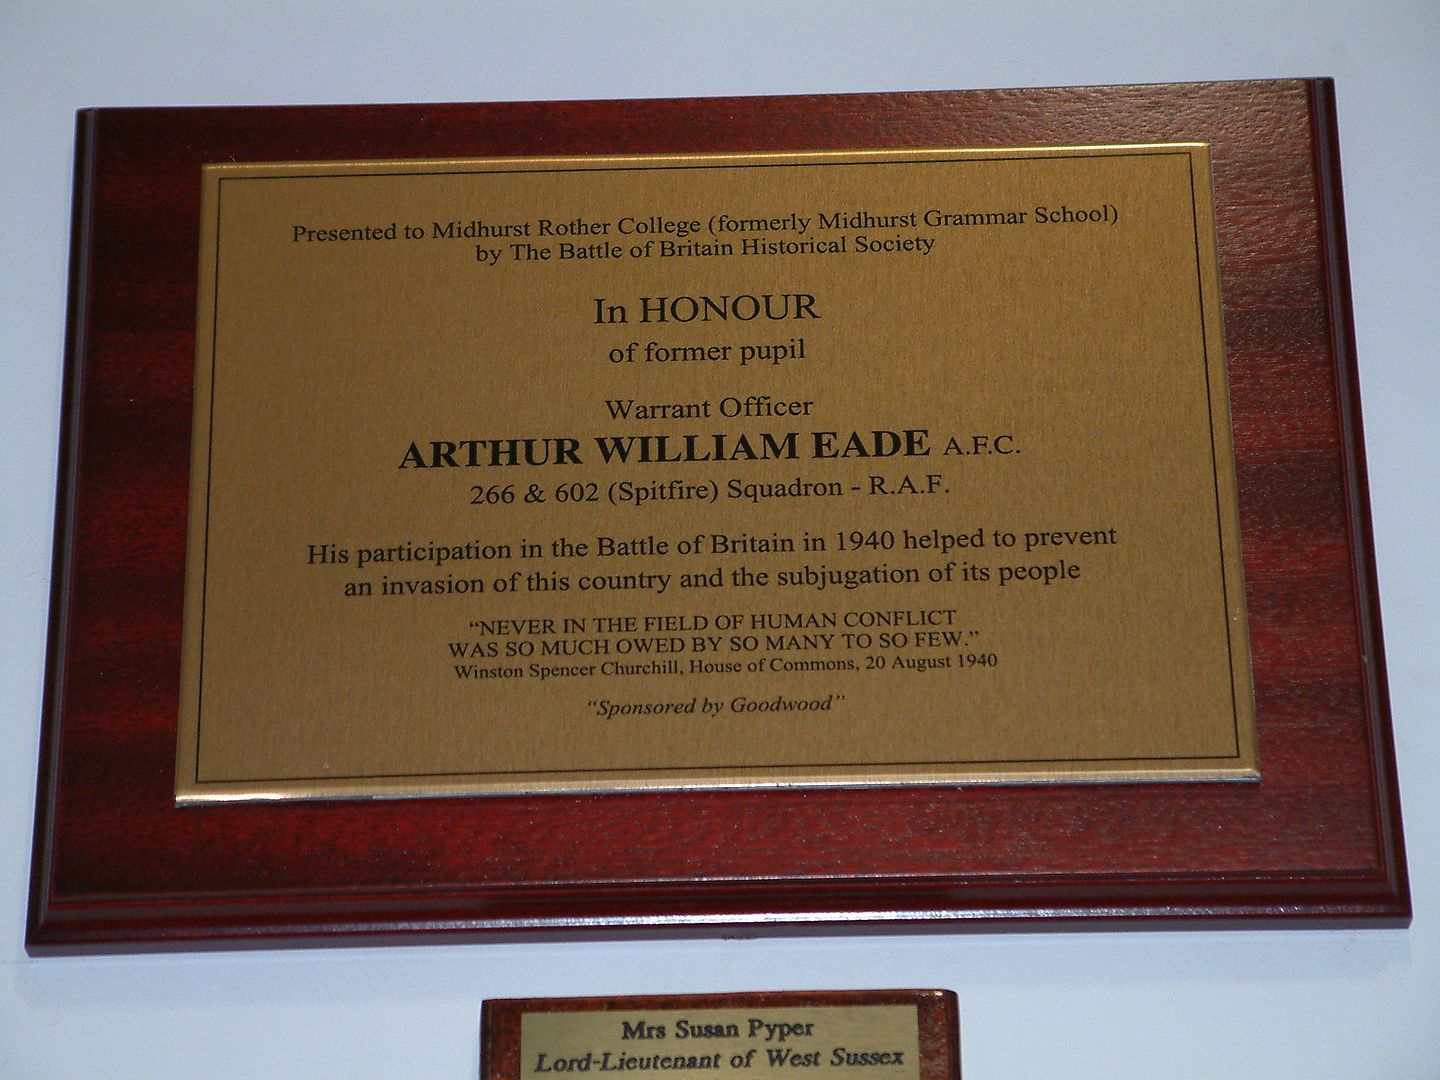 Presented to Midhurst Rother College (formerly Midhurst Grammar School)
by The Battle of Britain Historical Society
In HONOUR
of former pupil
Warrant Officer
ARTHUR WILLIAM EADE A.F.C.
266 & 602 (Spitfire) Squadron - R.A.F.
His participation in the Battle of Britain in 1940 helped to prevent
an invasion of this country and the subjugation of its people
“NEVER IN THE FIELD OF HUMAN CONFLICT
WAS SO MUCH OWED BY SO MANY TO SO FEW.”
Winston Spencer Churchill, House of Commons, 20 August 1940
“Sponsored by Goodwood”
Mrs Susan Pyper
Lord-Lieutenant of West Sussex